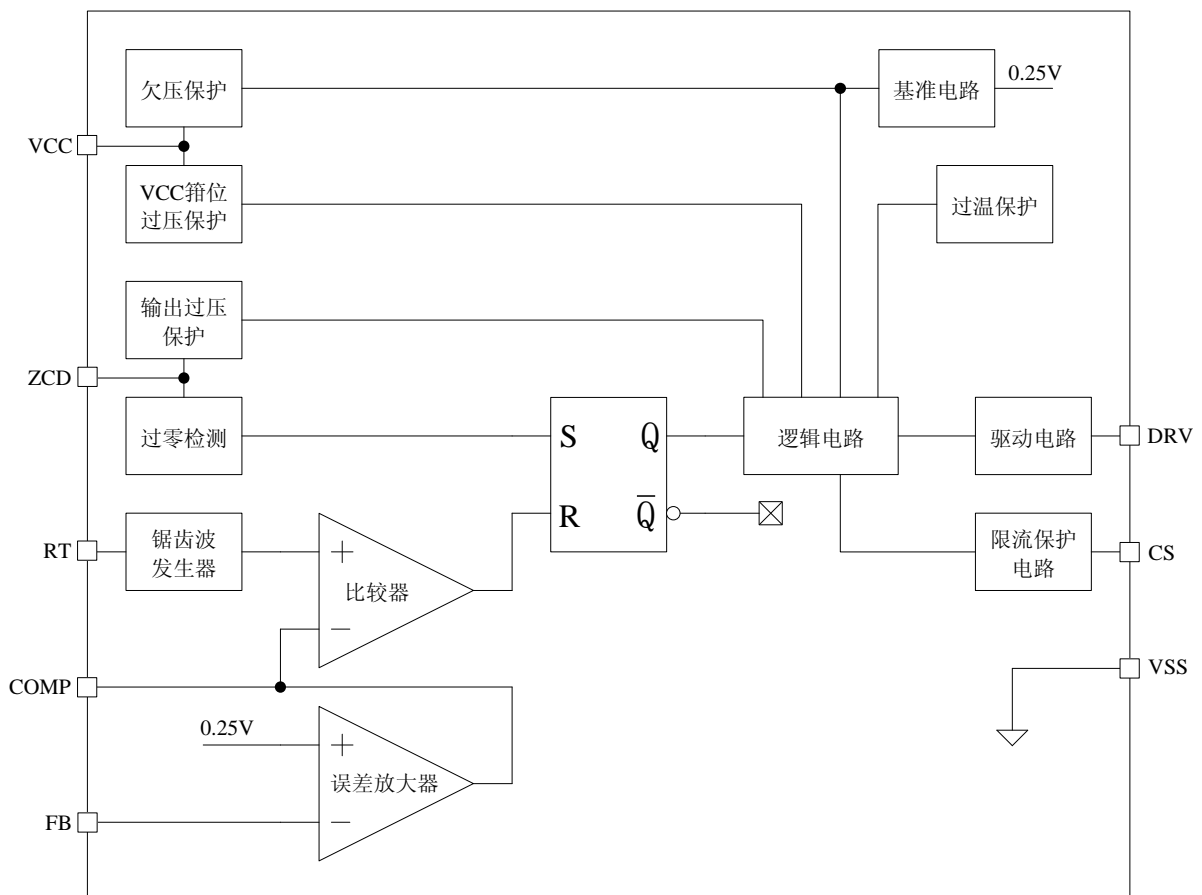 欠压保护
基准电路
0.25V
VCC
VCC箝位
过压保护
过温保护
输出过压
保护
ZCD
过零检测
S
Q
逻辑电路
驱动电路
DRV
R
Q̅
RT
锯齿波
发生器
+
比较器
−
限流保护
电路
CS
COMP
VSS
0.25V
+
误差放大器
−
FB